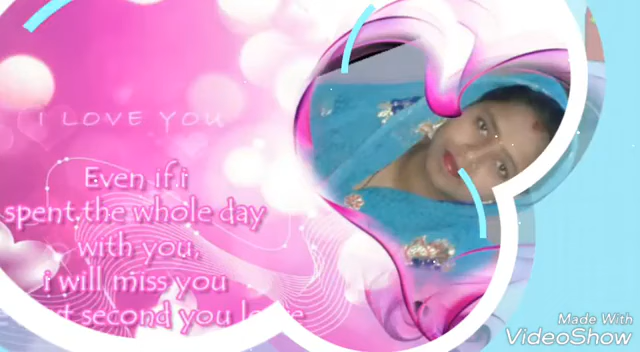 I LOVE YOU
Even if i
spent the whole day
with you,
i will miss you
second you
Made With
VideoShow